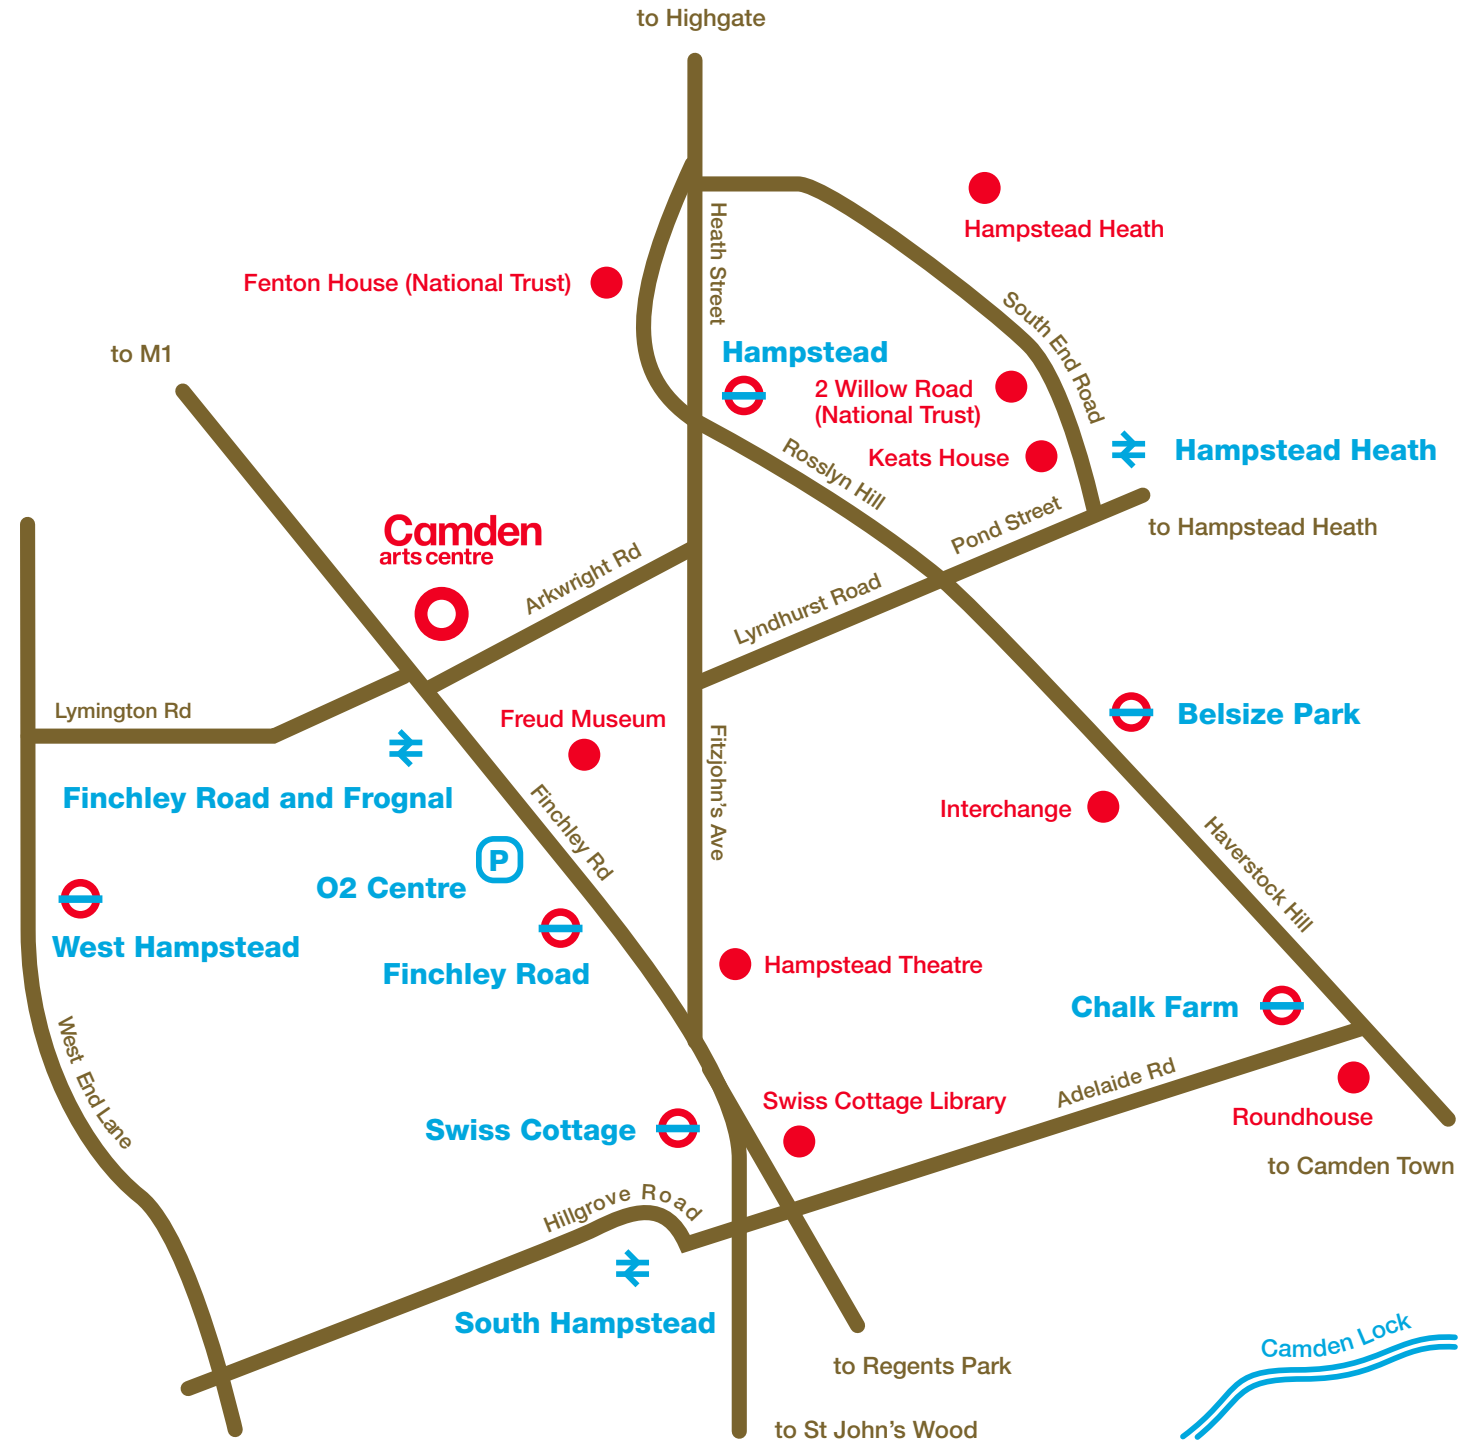 to Highgate
Hampstead Heath
Heath Street
Fenton House (National Trust)
South End Road
to M1
Hampstead
2 Willow Road
(National Trust)
Keats House
Hampstead Heath
Rosslyn Hill
Pond Street
to Hampstead Heath
Camden
arts centre
Arkwright Rd
Lyndhurst Road
Lymington Rd
Freud Museum
Belsize Park
Fitzjohn's Ave
Finchley Road and Frognal
Interchange
Finchley Rd
P
O2 Centre
Haverstock Hill
West Hampstead
Finchley Road
Hampstead Theatre
Chalk Farm
West End Lane
Adelaide Rd
Swiss Cottage Library
Roundhouse
Swiss Cottage
to Camden Town
Hillgrove Road
South Hampstead
Camden Lock
to Regents Park
to St John's Wood